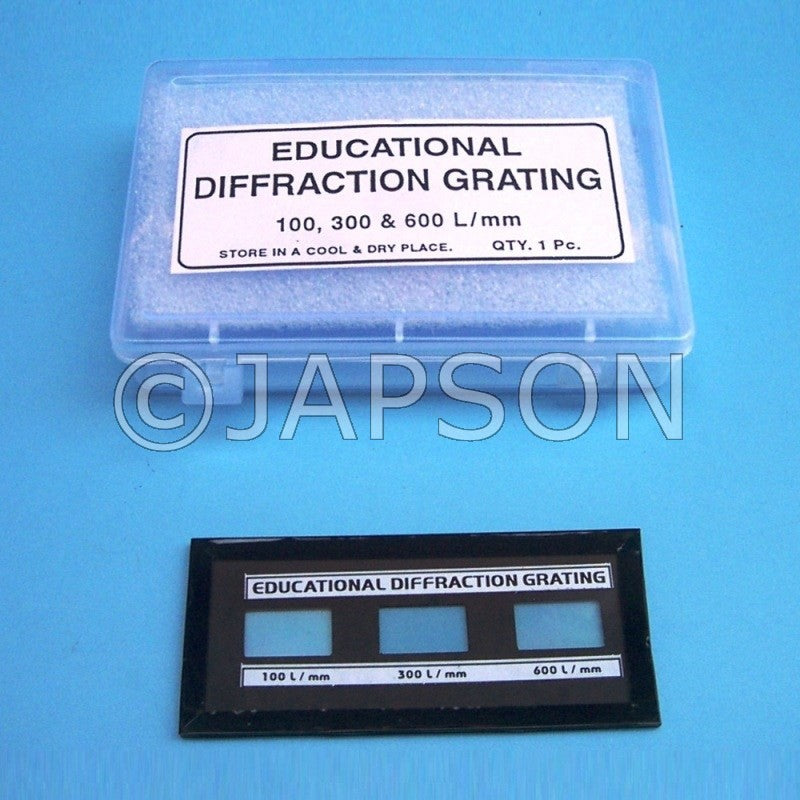 EDUCATIONAL
DIFFRACTION GRATING
100, 300 & 600 L/mm
STORE IN A COOL & DRY PLACE. QTY. 1 Pc.
©JAPSON
EDUCATIONAL DIFFRACTION GRATING
100 L / mm 300 L / mm 600 L / mm